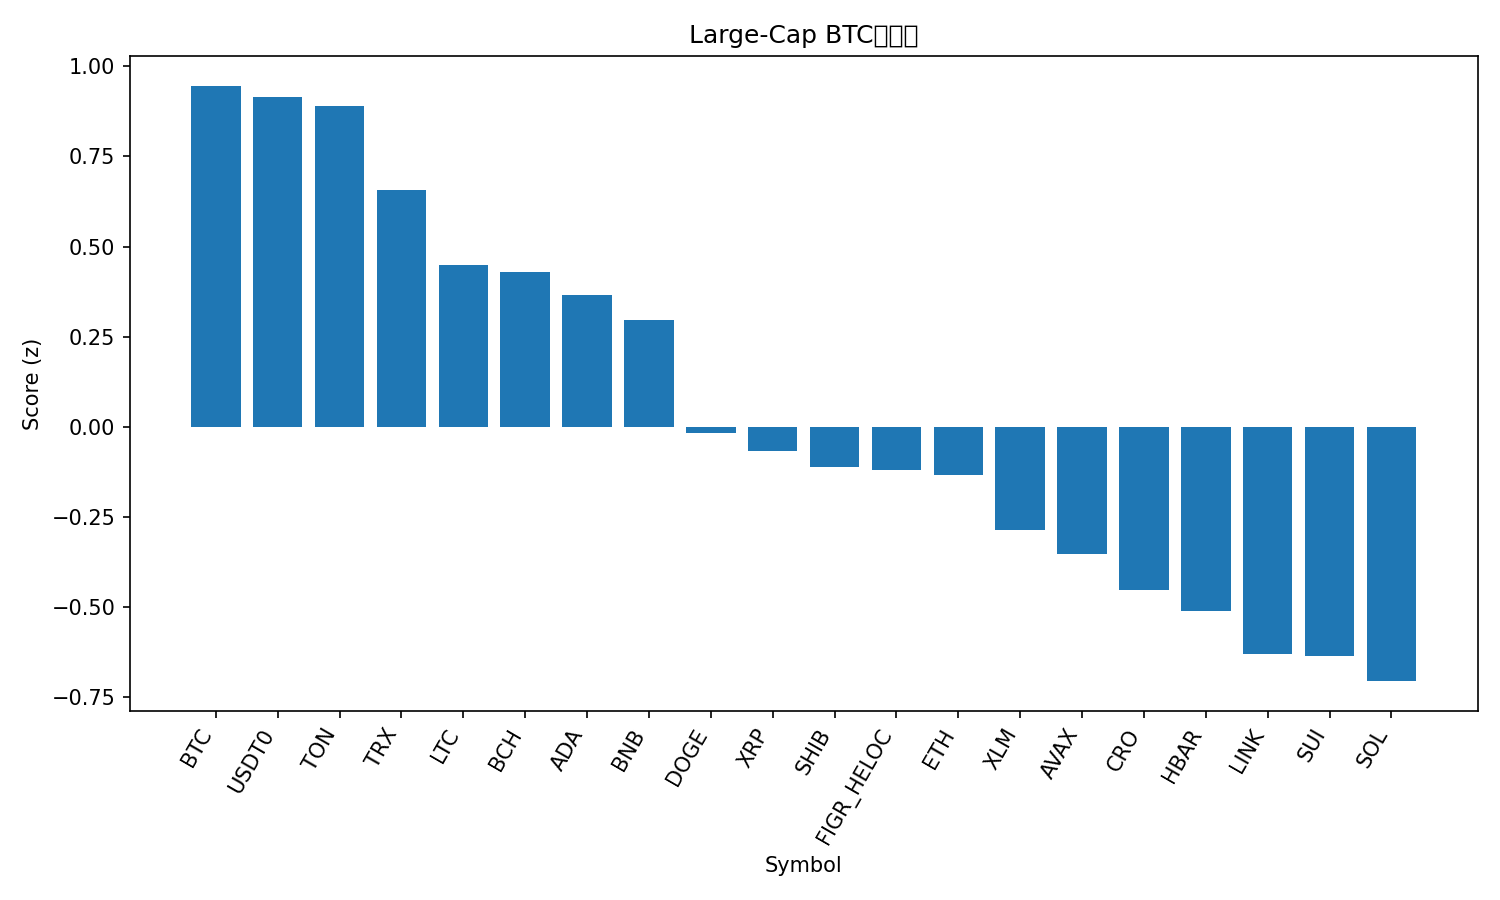 Large-Cap BTC
1.00
0.75
0.50
0.25
0.00
−0.25
−0.50
−0.75
Score (z)
BTC
USDT0
TON
TRX
LTC
BCH
ADA
BNB
DOGE
XRP
SHIB
FIGR_HELOC
ETH
XLM
AVAX
CRO
HBAR
LINK
SUI
SOL
Symbol